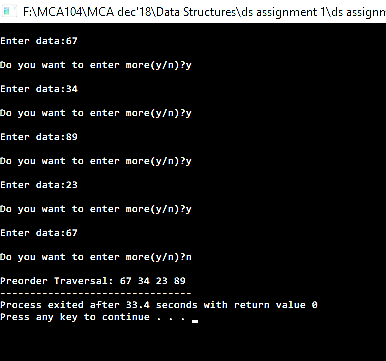 F:\MCA104\MCA dec'18\Data Structures\ds assignment 1\ds assignm
Enter data:67
Do you want to enter more(y/n)?y
Enter data:34
Do you want to enter more(y/n)?y
Enter data:89
Do you want to enter more(y/n)?y
Enter data:23
Do you want to enter more(y/n)?y
Enter data:67
Do you want to enter more(y/n)?n
Preorder Traversal: 67 34 23 89
--------------------------------
Process exited after 33.4 seconds with return value 0
Press any key to continue . . .